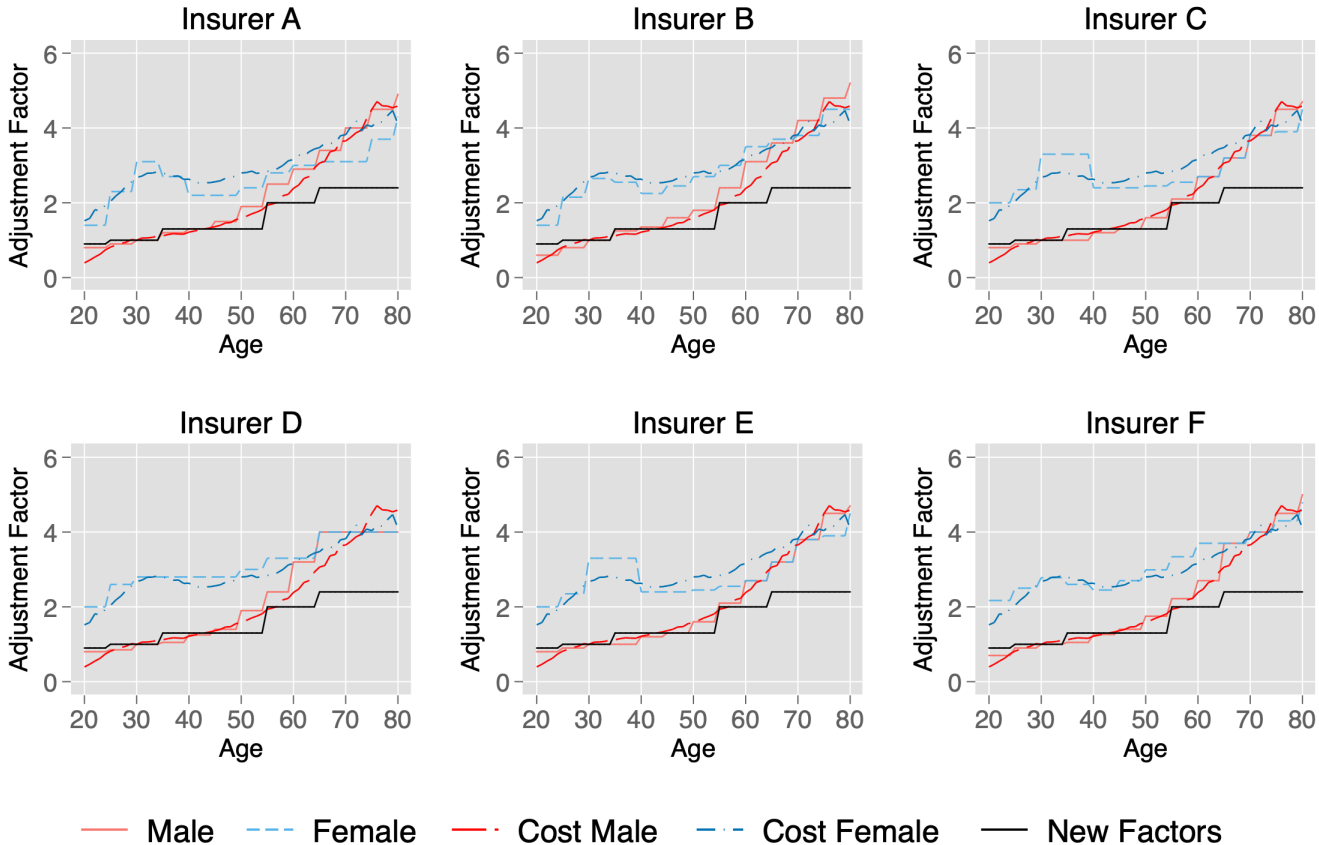 Insurer A
Insurer B
Insurer C
Adjustment Factor
6
4
2
0
20 30 40 50 60 70 80
Age
Adjustment Factor
6
4
2
0
20 30 40 50 60 70 80
Age
Adjustment Factor
6
4
2
0
20 30 40 50 60 70 80
Age
Insurer D
Insurer E
Insurer F
Adjustment Factor
6
4
2
0
20 30 40 50 60 70 80
Age
Adjustment Factor
6
4
2
0
20 30 40 50 60 70 80
Age
Adjustment Factor
6
4
2
0
20 30 40 50 60 70 80
Age
Male Female Cost Male Cost Female New Factors